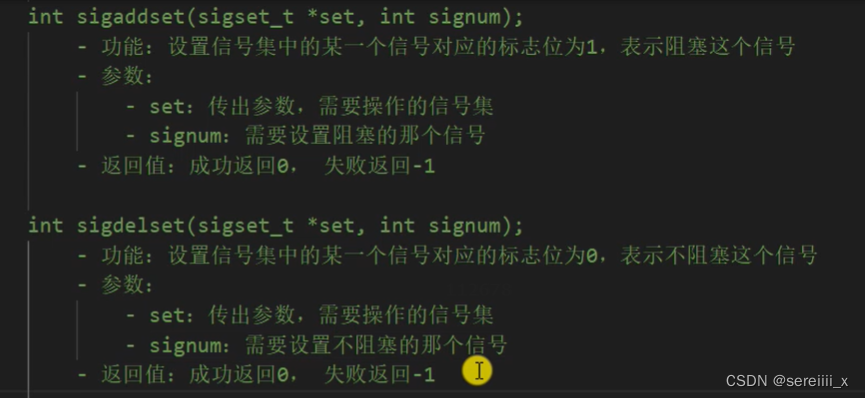 int sigaddset(sigset_t *set, int signum);
- 功能：设置信号集中的某一个信号对应的标志位为1，表示阻塞这个信号
- 参数：
- set：传出参数，需要操作的信号集
- signum：需要设置阻塞的那个信号
- 返回值：成功返回0， 失败返回-1
int sigdelset(sigset_t *set, int signum);
- 功能：设置信号集中的某一个信号对应的标志位为0，表示不阻塞这个信号
- 参数：
- set：传出参数，需要操作的信号集
- signum：需要设置不阻塞的那个信号
- 返回值：成功返回0， 失败返回-1
CSDN @sereiiii_x